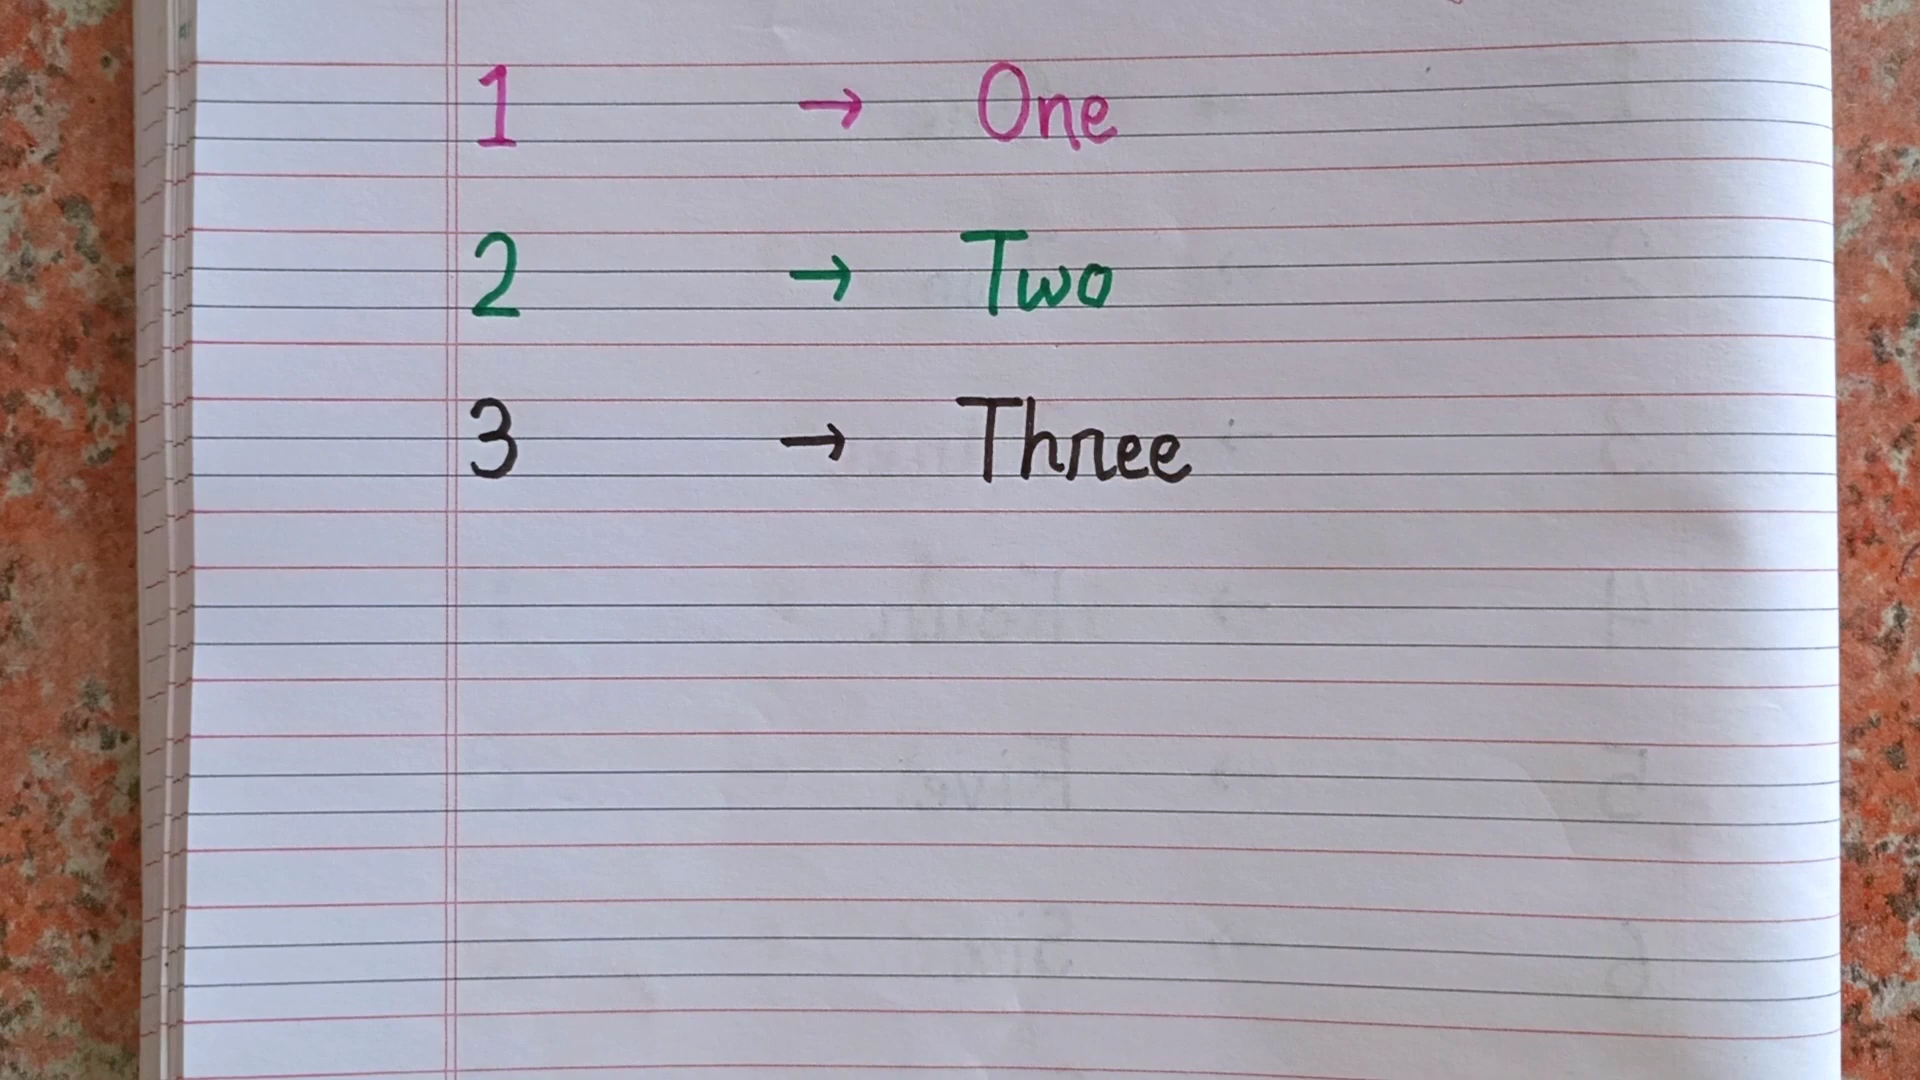 1 → One
2 → Two
3 → Three